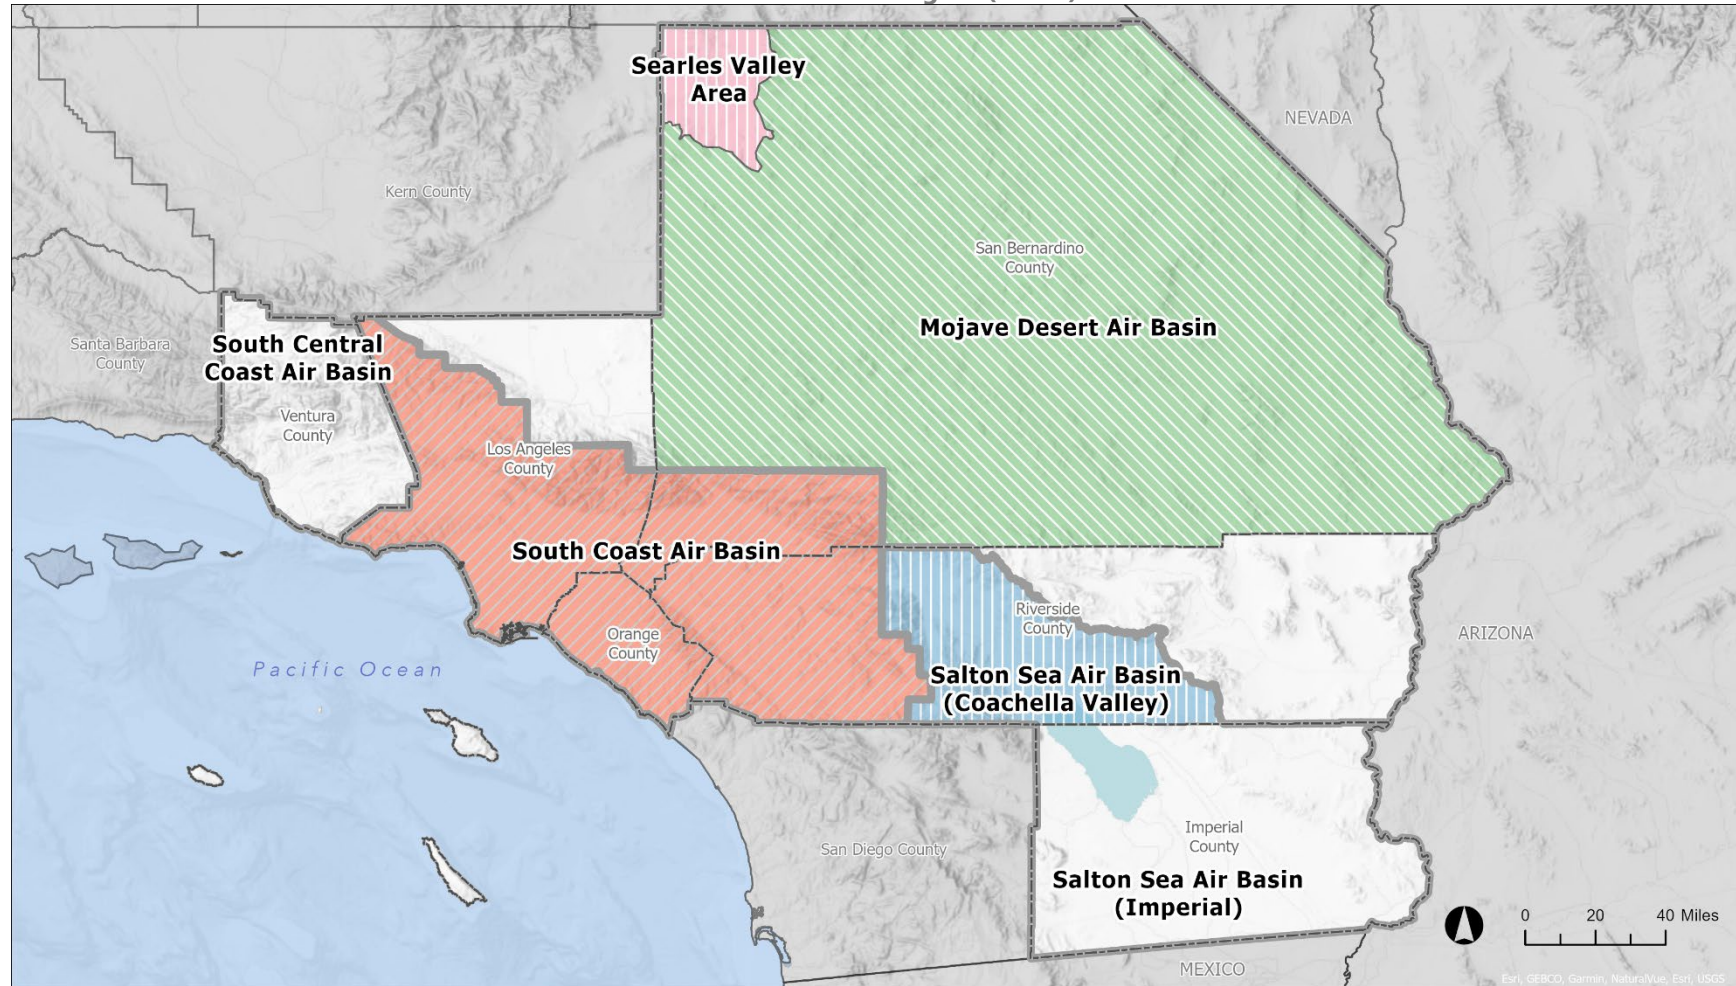 Searles Valley
Area
NEVADA
Kern County
San Bernardino
County
Mojave Desert Air Basin
South Central
Coast Air Basin
Santa Barbara
County
Ventura
County
Los Angeles
County
South Coast Air Basin
Riverside
County
Orange
County
ARIZONA
Pacific Ocean
Salton Sea Air Basin
(Coachella Valley)
Imperial
County
San Diego County
Salton Sea Air Basin
(Imperial)
0 20 40 Miles
MEXICO
Esri, GEBCO, Garmin, NaturalVue, Esri, USGS